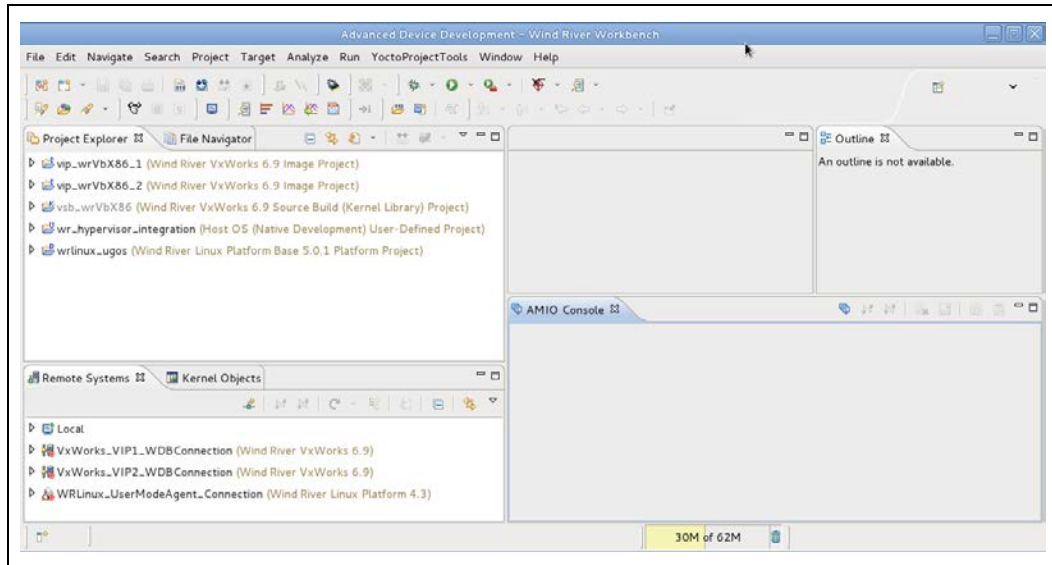 Advanced Device Development - Wind River Workbench
File Edit Navigate Search Project Target Analyze Run YoctoProjectTools Window Help
Project Explorer File Navigator
vip_wrVbX86_1 (Wind River VxWorks 6.9 Image Project)
vip_wrVbX86_2 (Wind River VxWorks 6.9 Image Project)
vsb_wrVbX86 (Wind River VxWorks 6.9 Source Build (Kernel Library) Project)
wr_hypervisor_integration (Host OS (Native Development) User-Defined Project)
wrlinux_ugos (Wind River Linux Platform Base 5.0.1 Platform Project)
Outline
An outline is not available.
AMIO Console
Remote Systems Kernel Objects
Local
VxWorks_VIP1_WDBConnection (Wind River VxWorks 6.9)
VxWorks_VIP2_WDBConnection (Wind River VxWorks 6.9)
WRLinux_UserModeAgent_Connection (Wind River Linux Platform 4.3)
30M of 62M